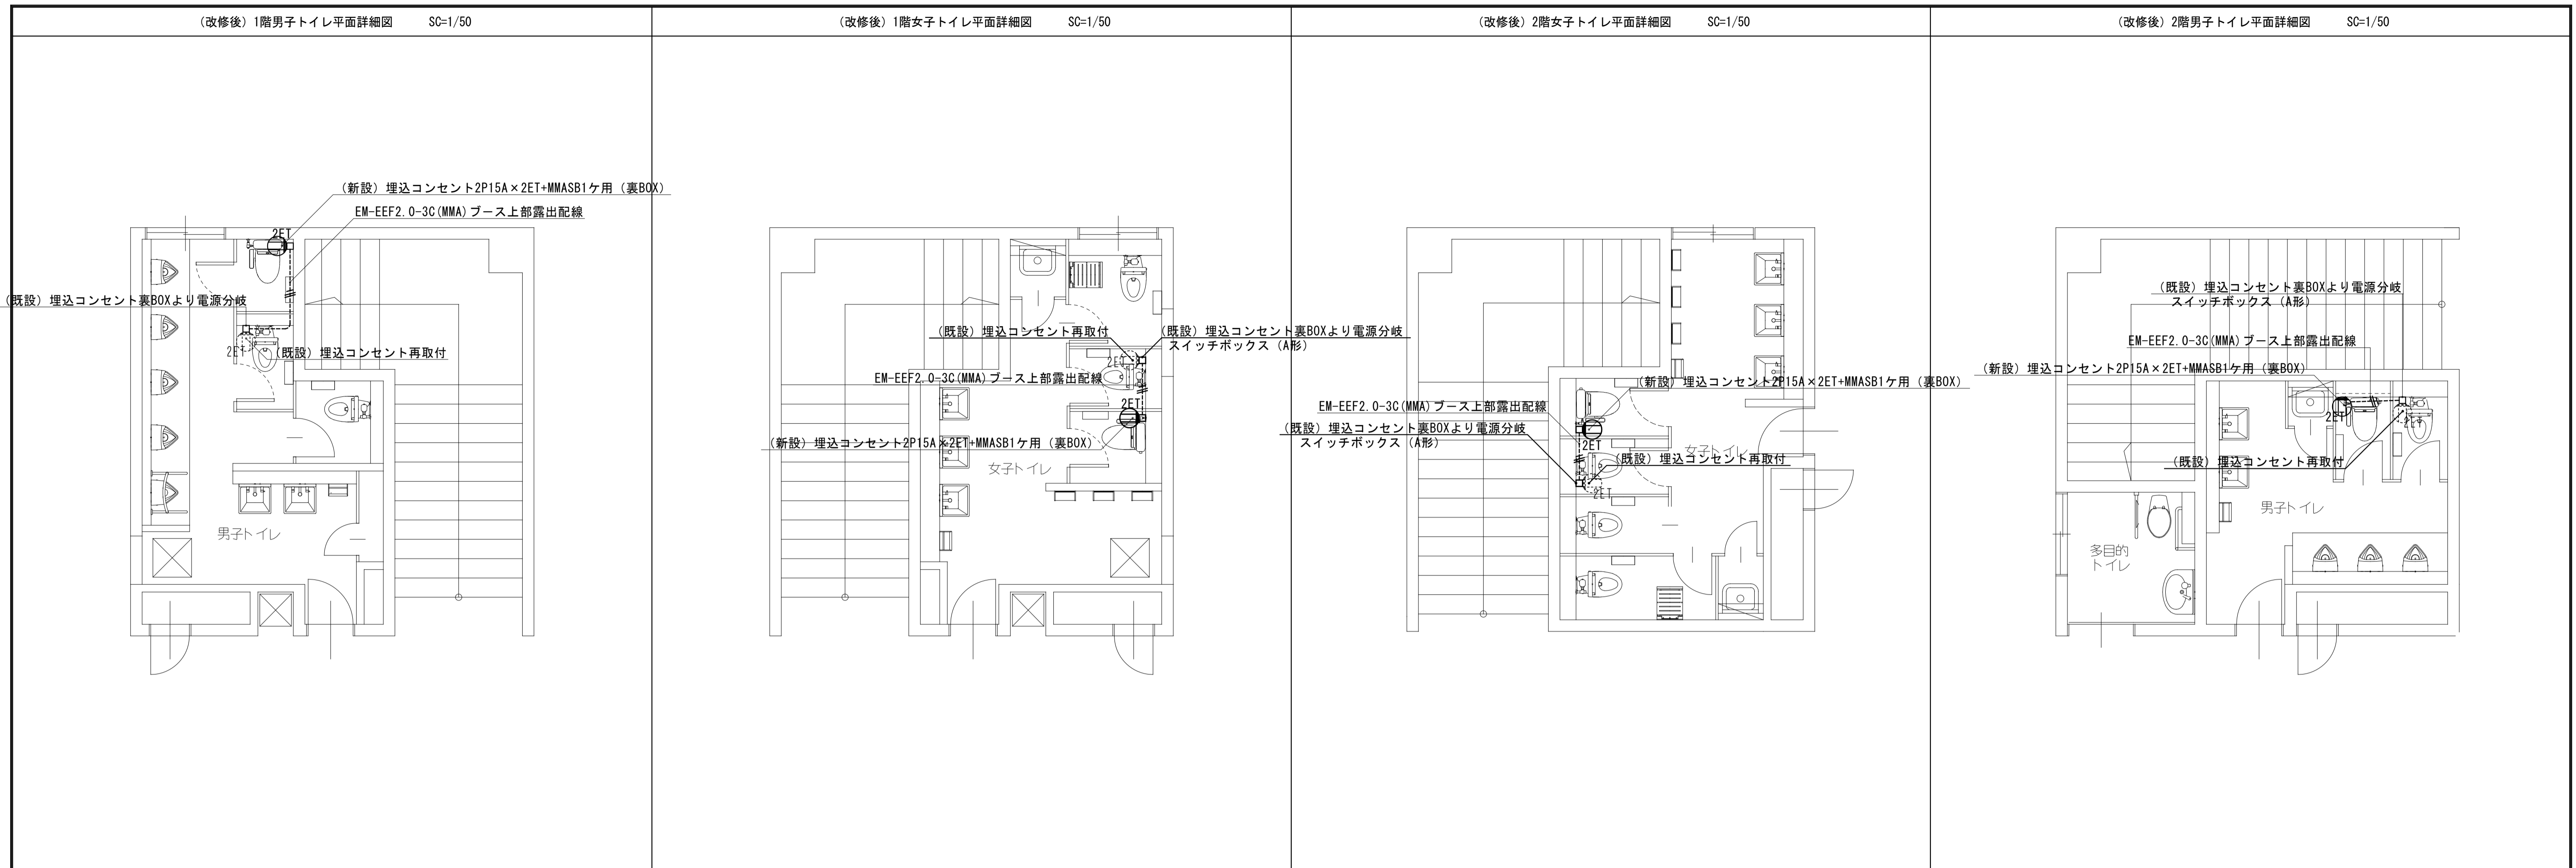 (改修後) 1階男子トイレ平面詳細図 SC=1/50
(新設) 埋込コンセント2P15A×2ET+MMASB1ケ用 (裏BOX)
EM-EEF2.0-3C(MMA)ブース上部露出配線
2ET
(既設) 埋込コンセント裏BOXより電源分岐
2ET
(既設) 埋込コンセント再取付
男子トイレ
(改修後) 1階女子トイレ平面詳細図 SC=1/50
(既設) 埋込コンセント再取付
(既設) 埋込コンセント裏BOXより電源分岐
スイッチボックス (A形)
2ET
EM-EEF2.0-3C(MMA)ブース上部露出配線
2ET
(新設) 埋込コンセント2P15A×2ET+MMASB1ケ用 (裏BOX)
女子トイレ
(改修後) 2階女子トイレ平面詳細図 SC=1/50
(新設) 埋込コンセント2P15A×2ET+MMASB1ケ用 (裏BOX)
EM-EEF2.0-3C(MMA)ブース上部露出配線
(既設) 埋込コンセント裏BOXより電源分岐
スイッチボックス (A形)
2ET
女子トイレ
(既設) 埋込コンセント再取付
2ET
(改修後) 2階男子トイレ平面詳細図 SC=1/50
(既設) 埋込コンセント裏BOXより電源分岐
スイッチボックス (A形)
EM-EEF2.0-3C(MMA)ブース上部露出配線
(新設) 埋込コンセント2P15A×2ET+MMASB1ケ用 (裏BOX)
2ET
2ET
(既設) 埋込コンセント再取付
男子トイレ
多目的
トイレ